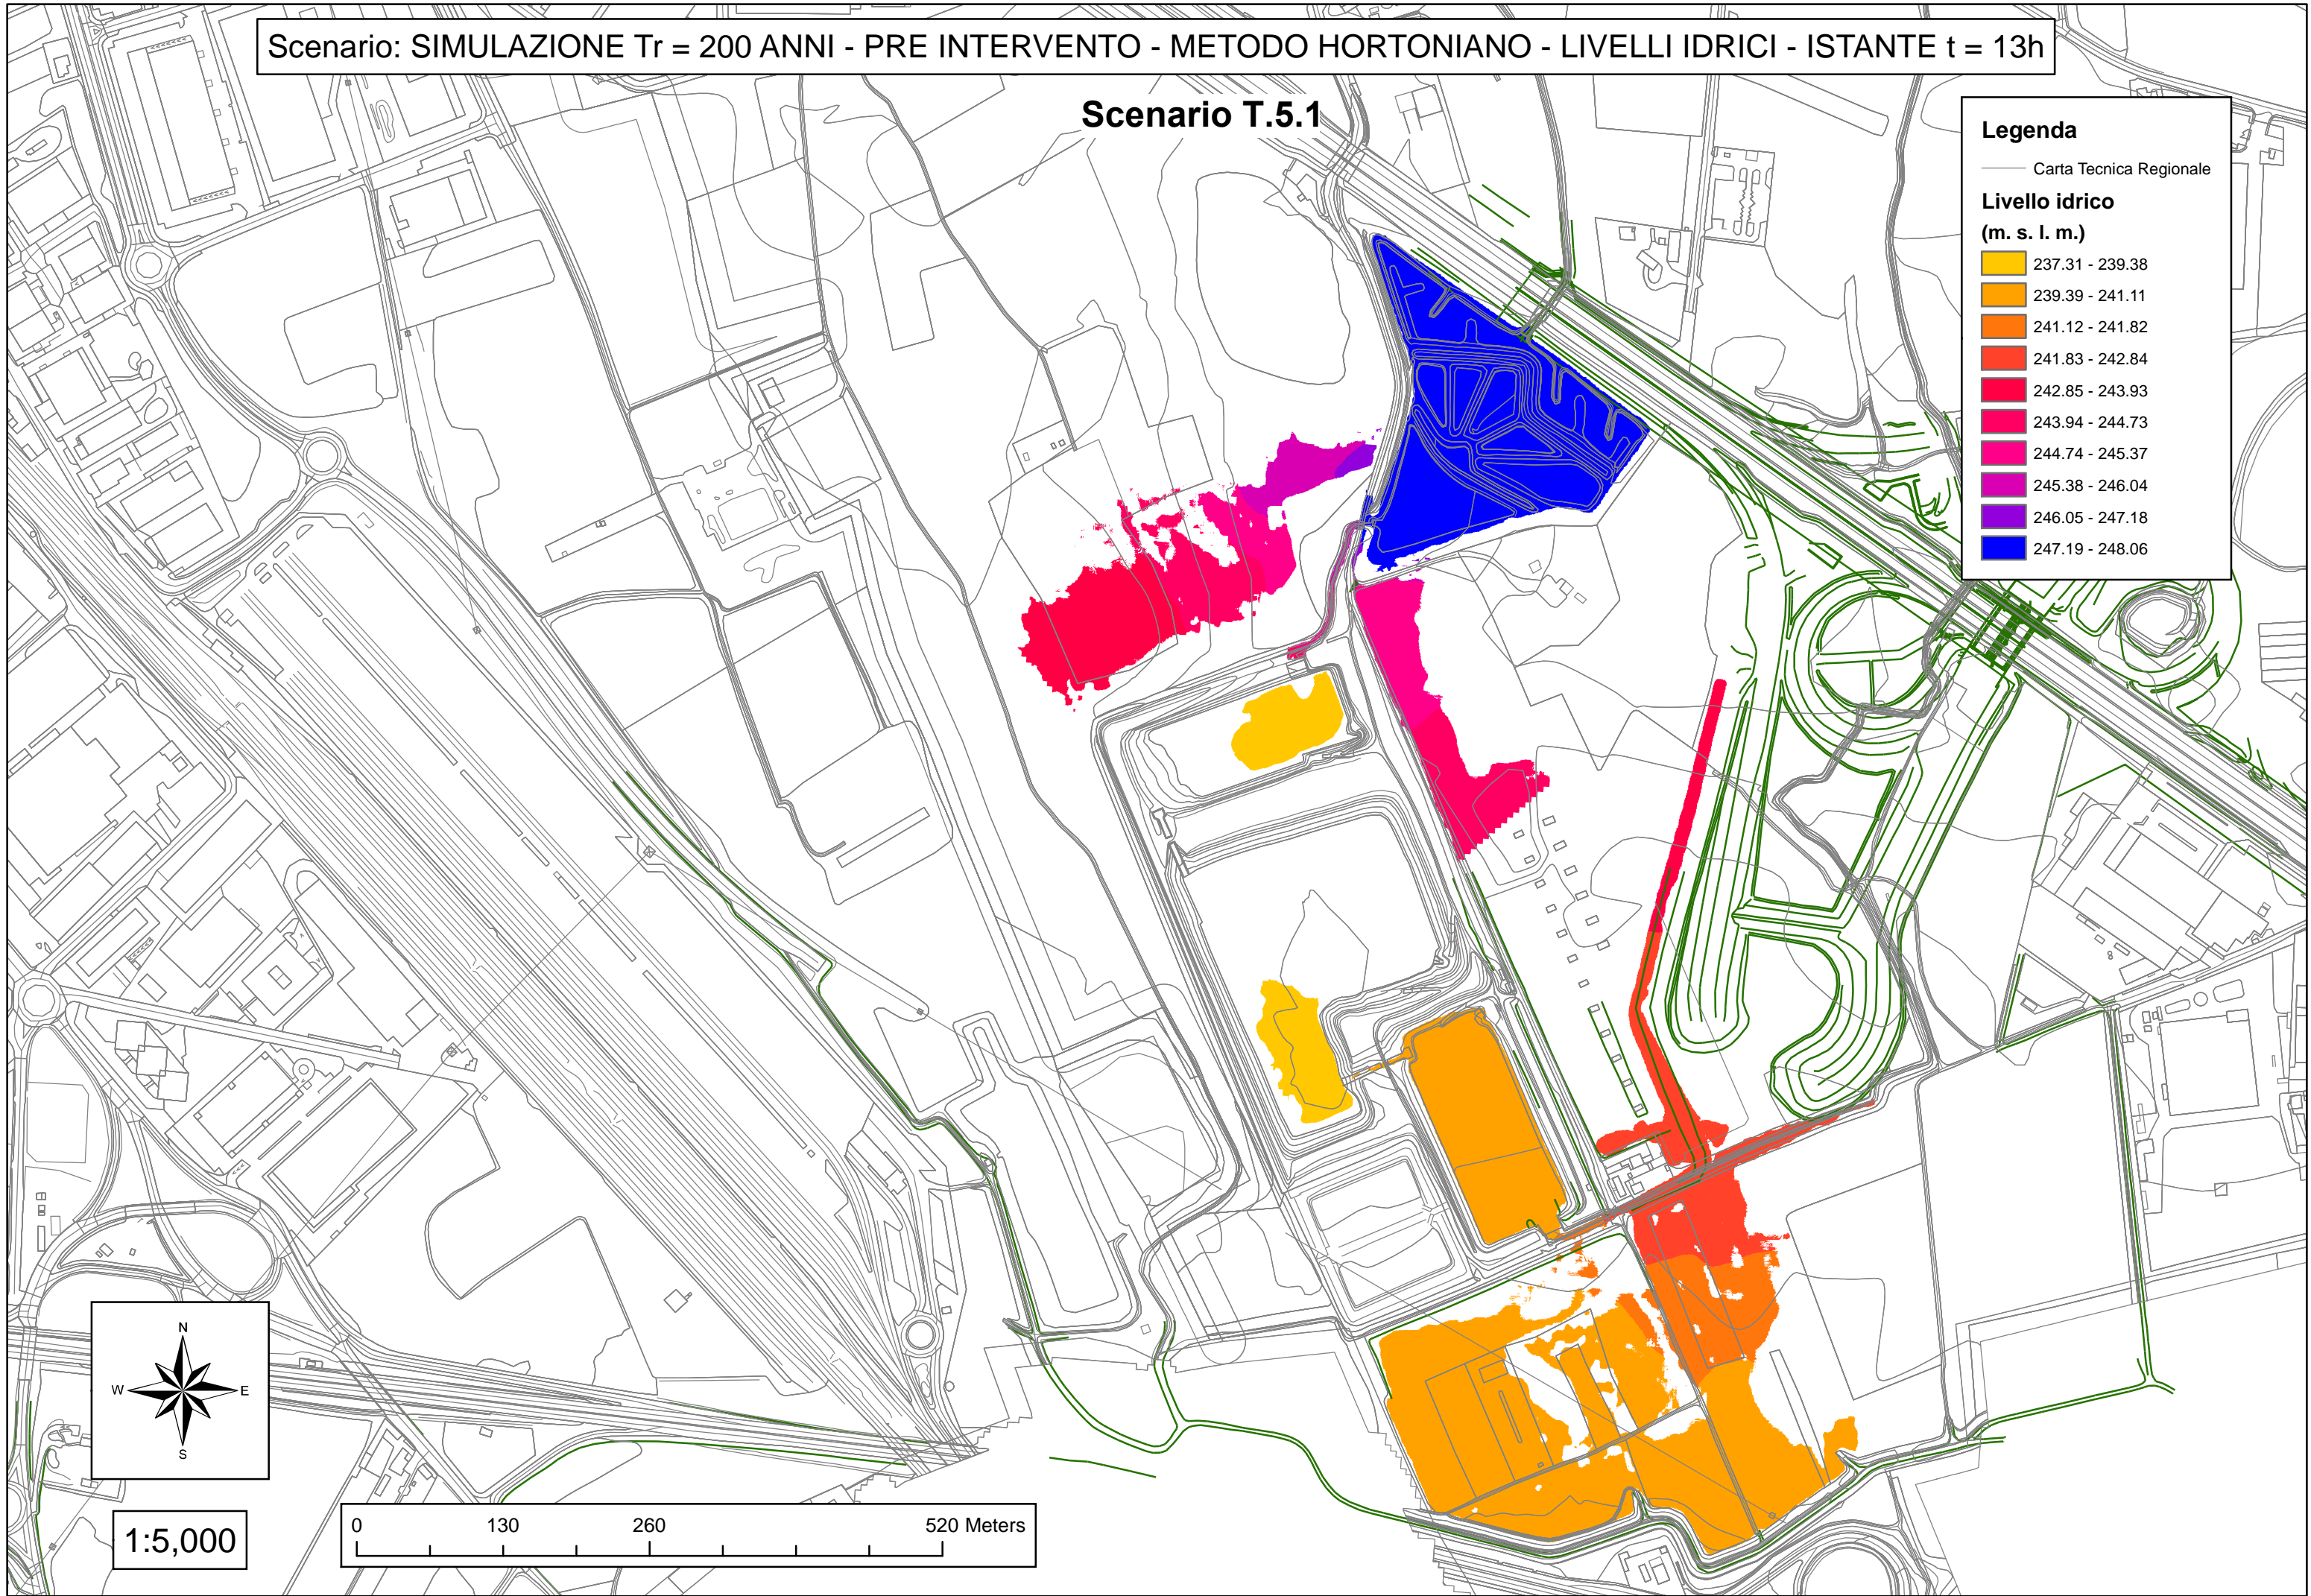 Scenario: SIMULAZIONE Tr = 200 ANNI - PRE INTERVENTO - METODO HORTONIANO - LIVELLI IDRICI - ISTANTE t = 13h
Scenario T.5.1
Legenda
Carta Tecnica Regionale
Livello idrico
(m. s. l. m.)
237.31 - 239.38
239.39 - 241.11
241.12 - 241.82
241.83 - 242.84
242.85 - 243.93
243.94 - 244.73
244.74 - 245.37
245.38 - 246.04
246.05 - 247.18
247.19 - 248.06
N
W E
S
1:5,000
0 130 260 520 Meters